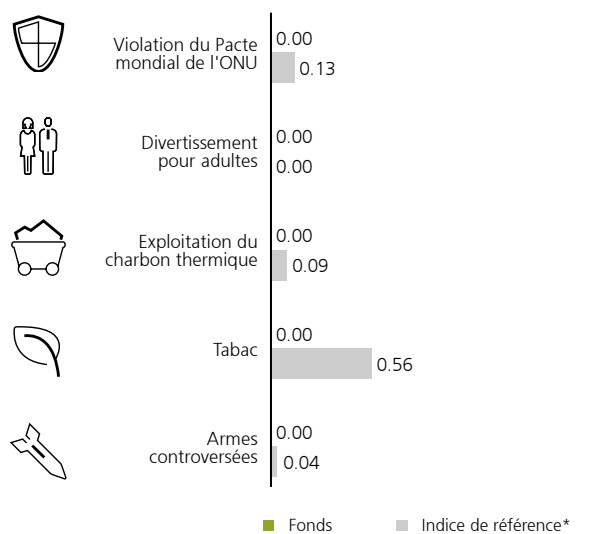 Violation du Pacte
mondial de l'ONU
0.00
0.13
Divertissement
pour adultes
0.00
0.00
Exploitation du
charbon thermique
0.00
0.09
Tabac
0.00
0.56
Armes
controversées
0.00
0.04
Fonds
Indice de référence*